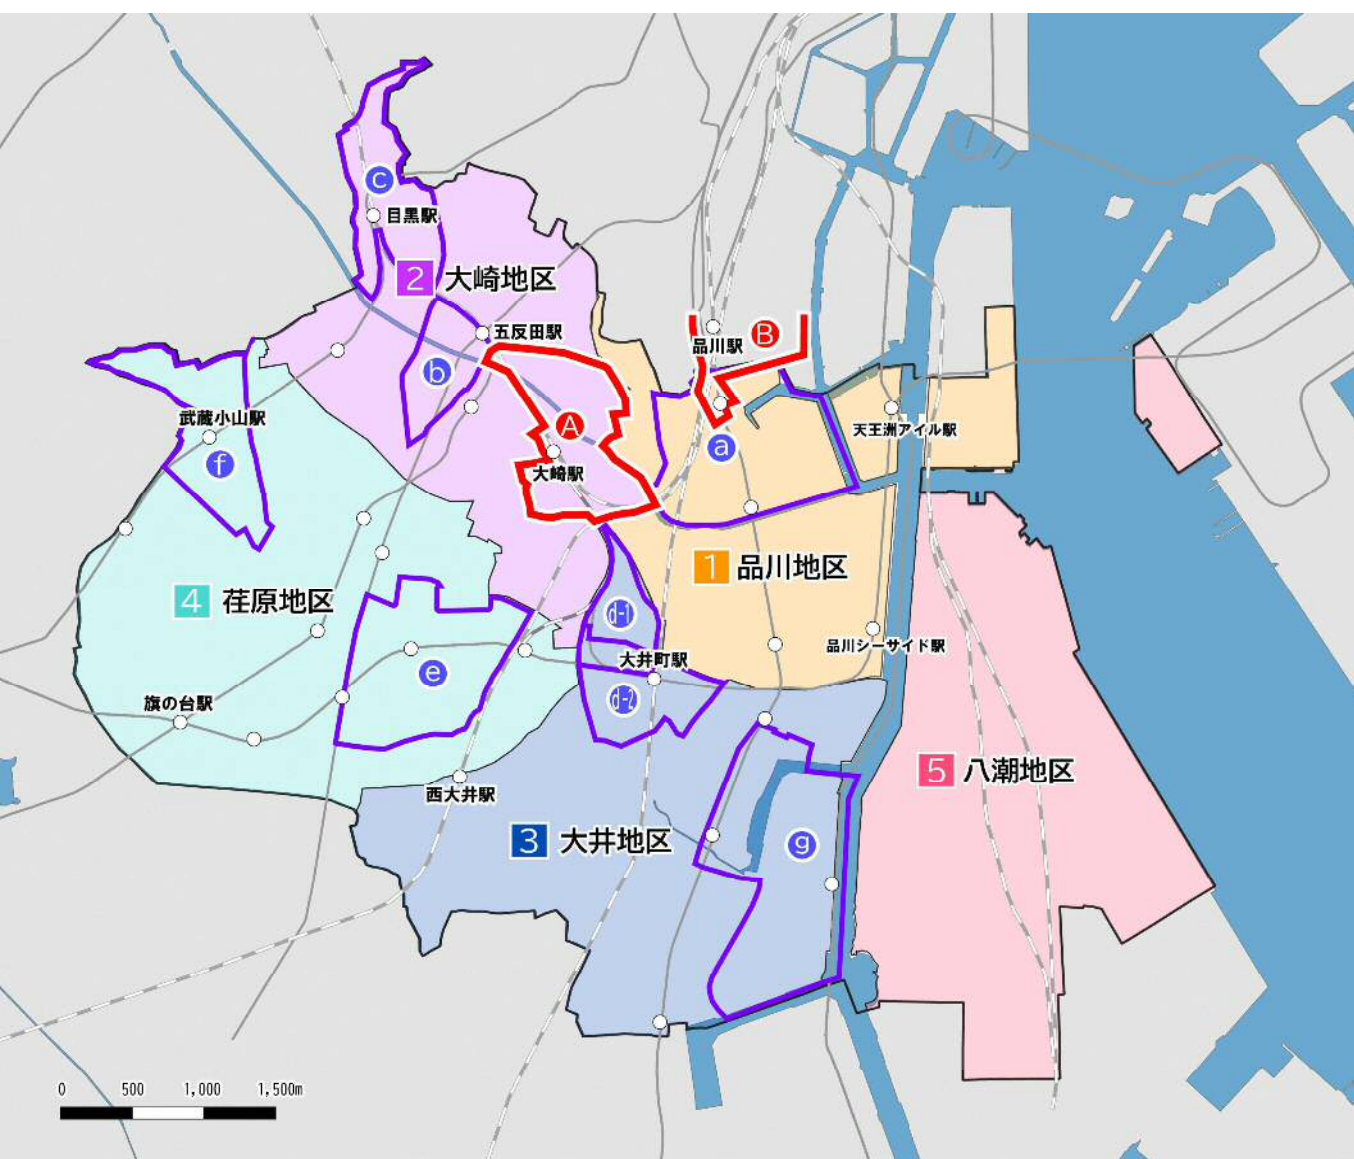 c
目黒駅
2 大崎地区
五反田駅
品川駅
B
b
武蔵小山駅
A
天王洲アイル駅
a
f
大崎駅
1 品川地区
4 荏原地区
d-1
品川シーサイド駅
大井町駅
e
d-2
旗の台駅
5 八潮地区
西大井駅
3 大井地区
g
0 500 1,000 1,500m